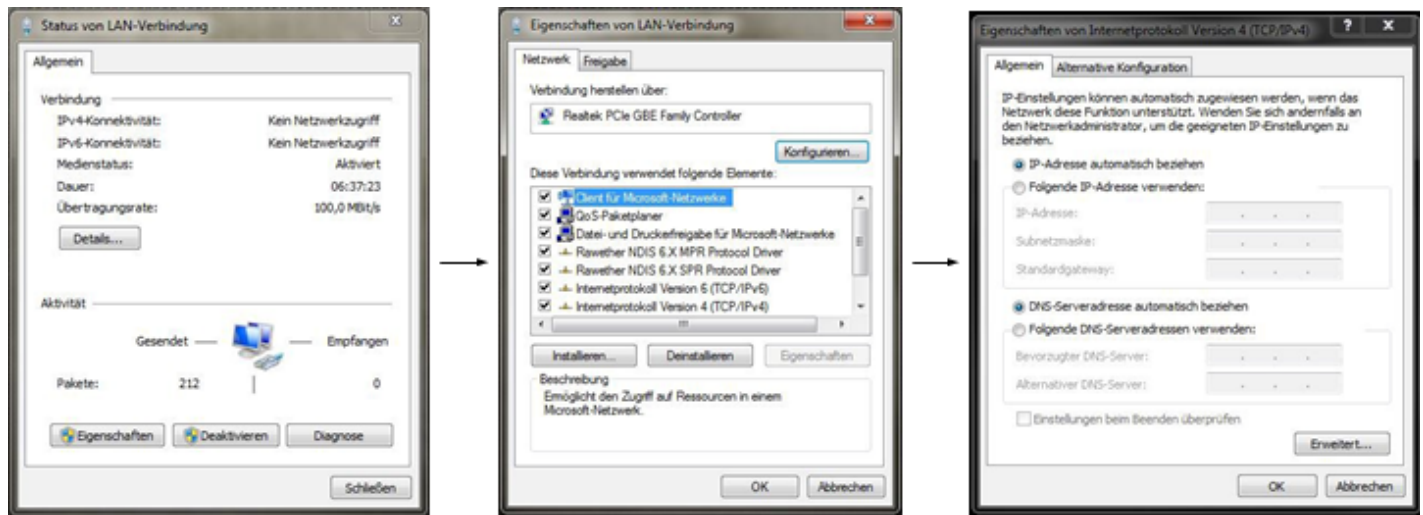 Status von LAN-Verbindung
Allgemein
Verbindung
IPv4-Konnektivität: Kein Netzwerkzugriff
IPv6-Konnektivität: Kein Netzwerkzugriff
Medienstatus: Aktiviert
Dauer: 06:37:23
Übertragungsrate: 100,0 MBit/s
Details...
Aktivität
Gesendet Empfangen
Pakete: 212 0
Eigenschaften Deaktivieren Diagnose
Schließen
Eigenschaften von LAN-Verbindung
Netzwerk Freigabe
Verbindung herstellen über:
Realtek PCIe GBE Family Controller
Konfigurieren...
Diese Verbindung verwendet folgende Elemente:
Client für Microsoft-Netzwerke
QoS-Paketplaner
Datei- und Druckerfreigabe für Microsoft-Netzwerke
Rawether NDIS 6.X MPR Protocol Driver
Rawether NDIS 6.X SPR Protocol Driver
Internetprotokoll Version 6 (TCP/IPv6)
Internetprotokoll Version 4 (TCP/IPv4)
Installieren... Deinstallieren Eigenschaften
Beschreibung
Ermöglicht den Zugriff auf Ressourcen in einem
Microsoft-Netzwerk.
OK Abbrechen
Eigenschaften von Internetprotokoll Version 4 (TCP/IPv4)
Allgemein Alternative Konfiguration
IP-Einstellungen können automatisch zugewiesen werden, wenn das
Netzwerk diese Funktion unterstützt. Wenden Sie sich andernfalls an
den Netzwerkadministrator, um die geeigneten IP-Einstellungen zu
beziehen.
IP-Adresse automatisch beziehen
Folgende IP-Adresse verwenden:
IP-Adresse:
Subnetzmaske:
Standardgateway:
DNS-Serveradresse automatisch beziehen
Folgende DNS-Serveradressen verwenden:
Bevorzugter DNS-Server:
Alternativer DNS-Server:
Einstellungen beim Beenden überprüfen
Erweitert...
OK Abbrechen